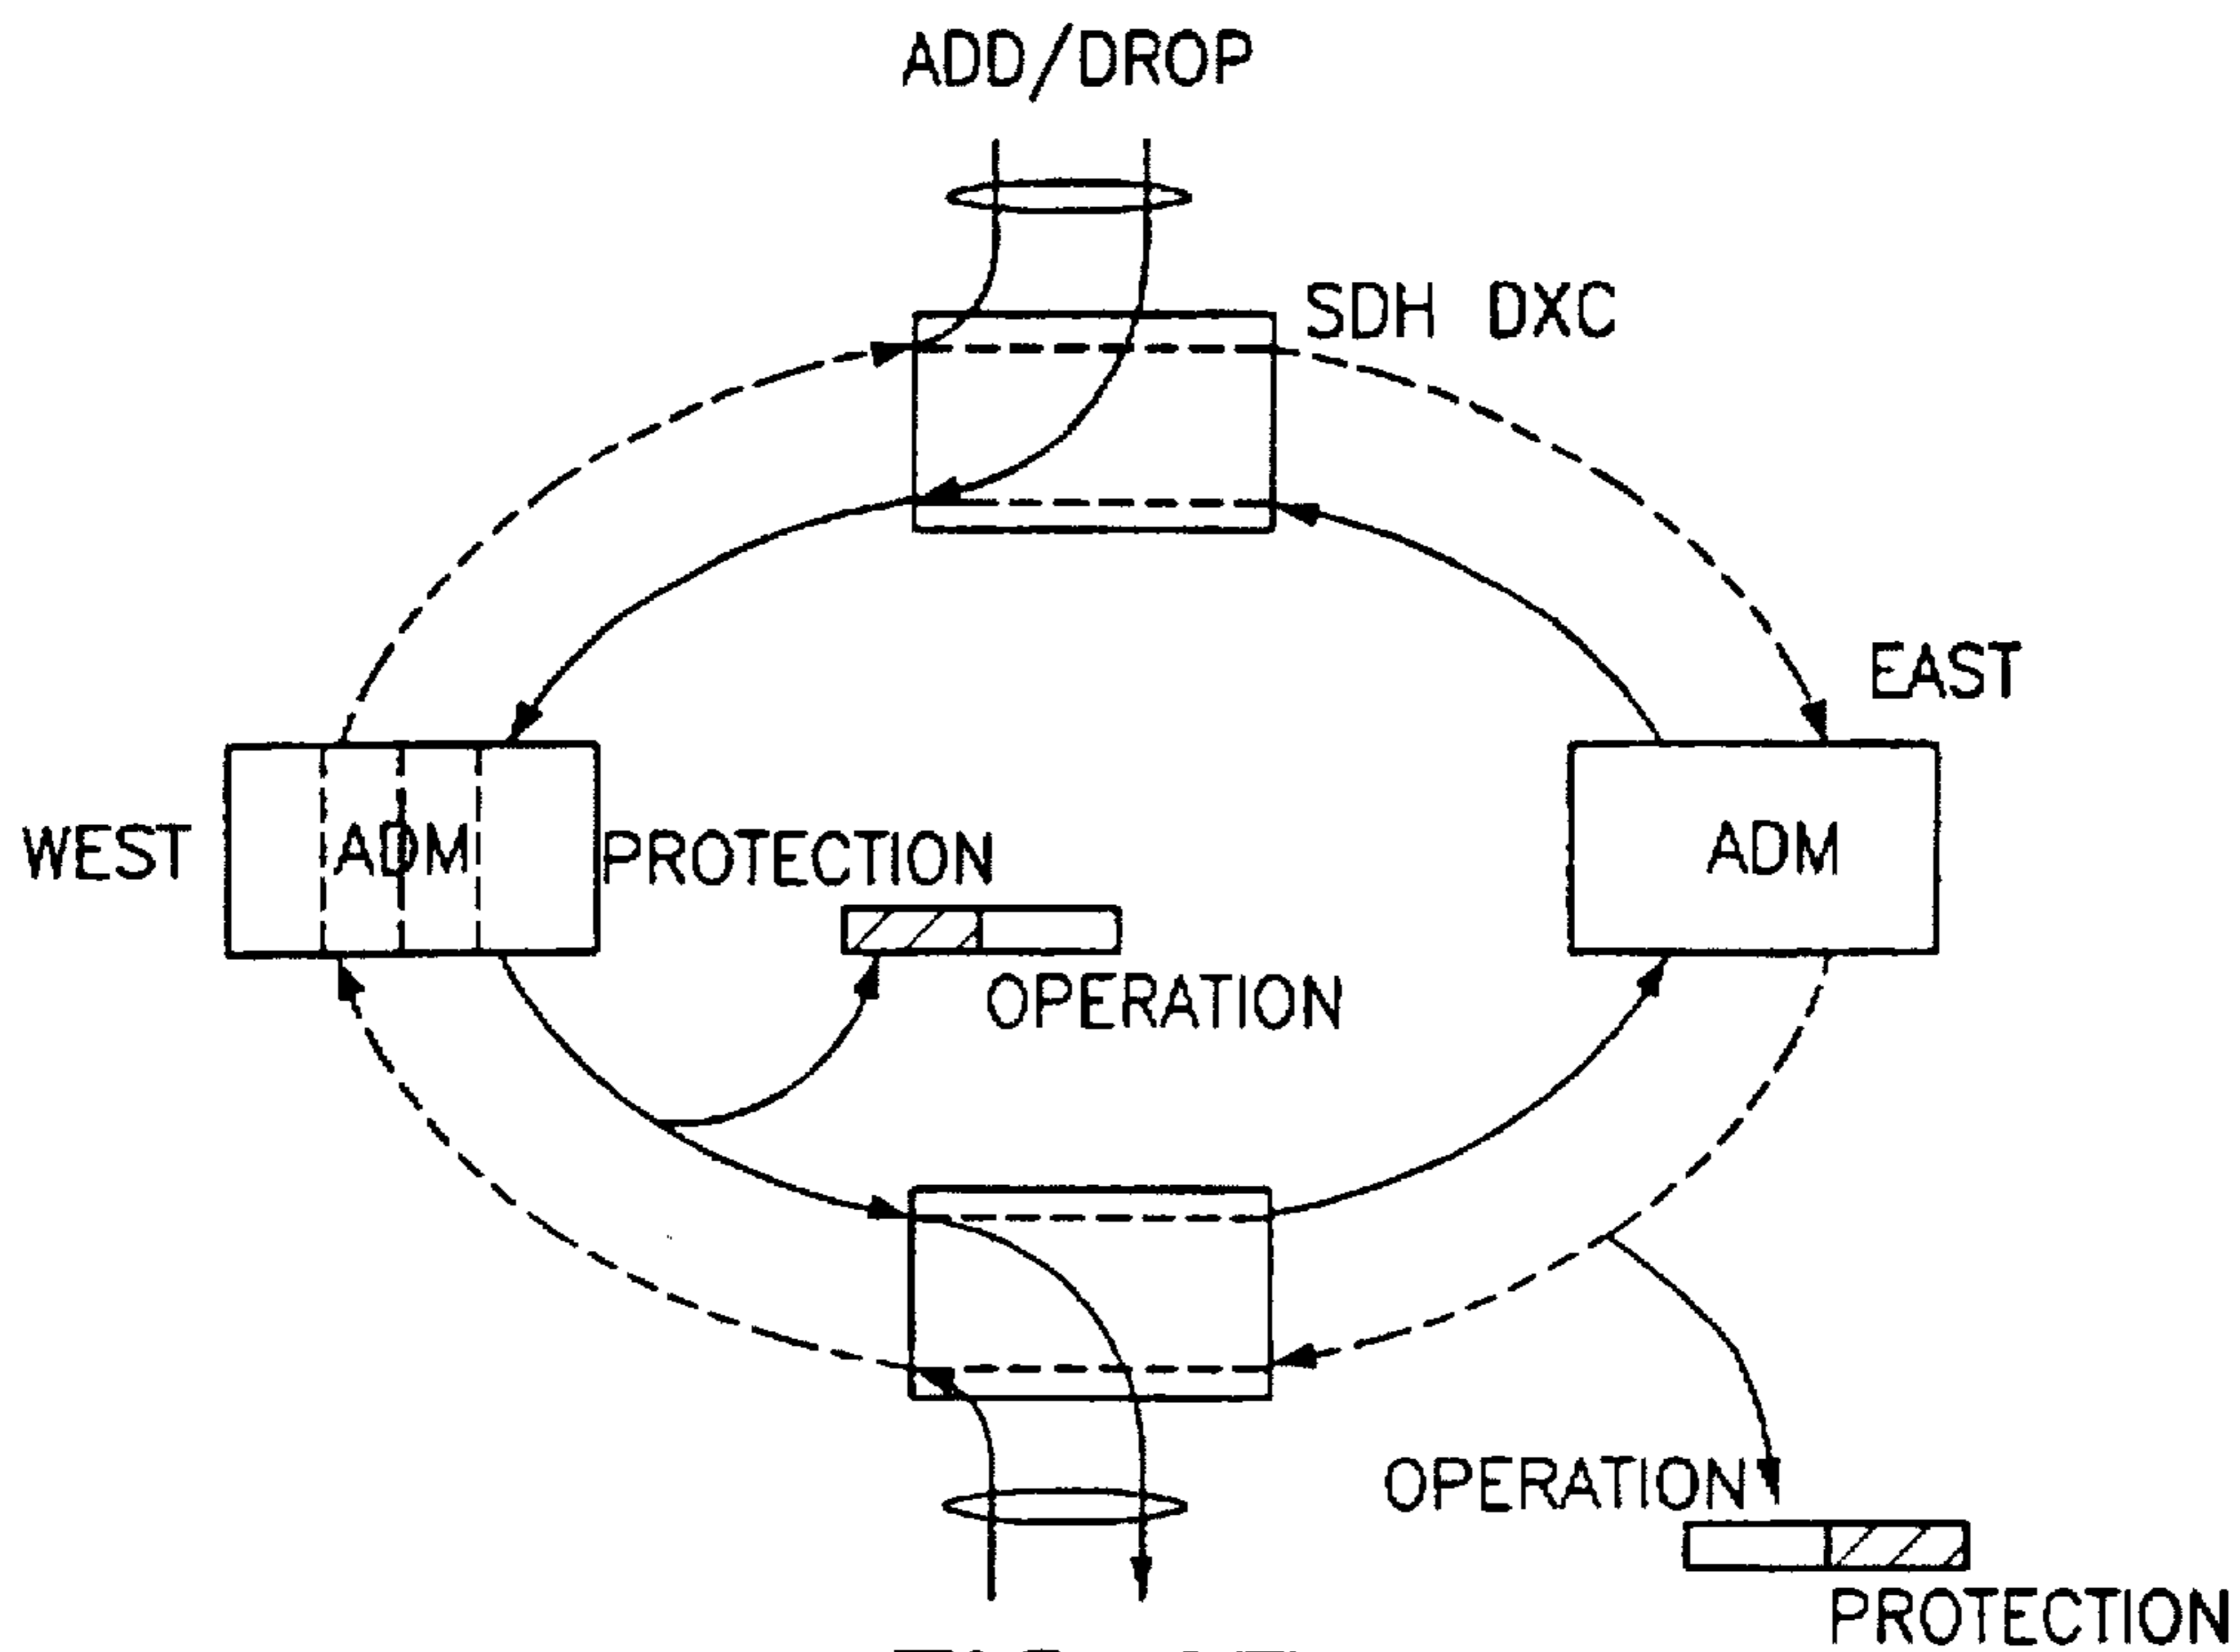 ADD/DROP
SDH DXC
EAST
WEST
ADM
PROTECTION
ADM
OPERATION
OPERATION
PROTECTION